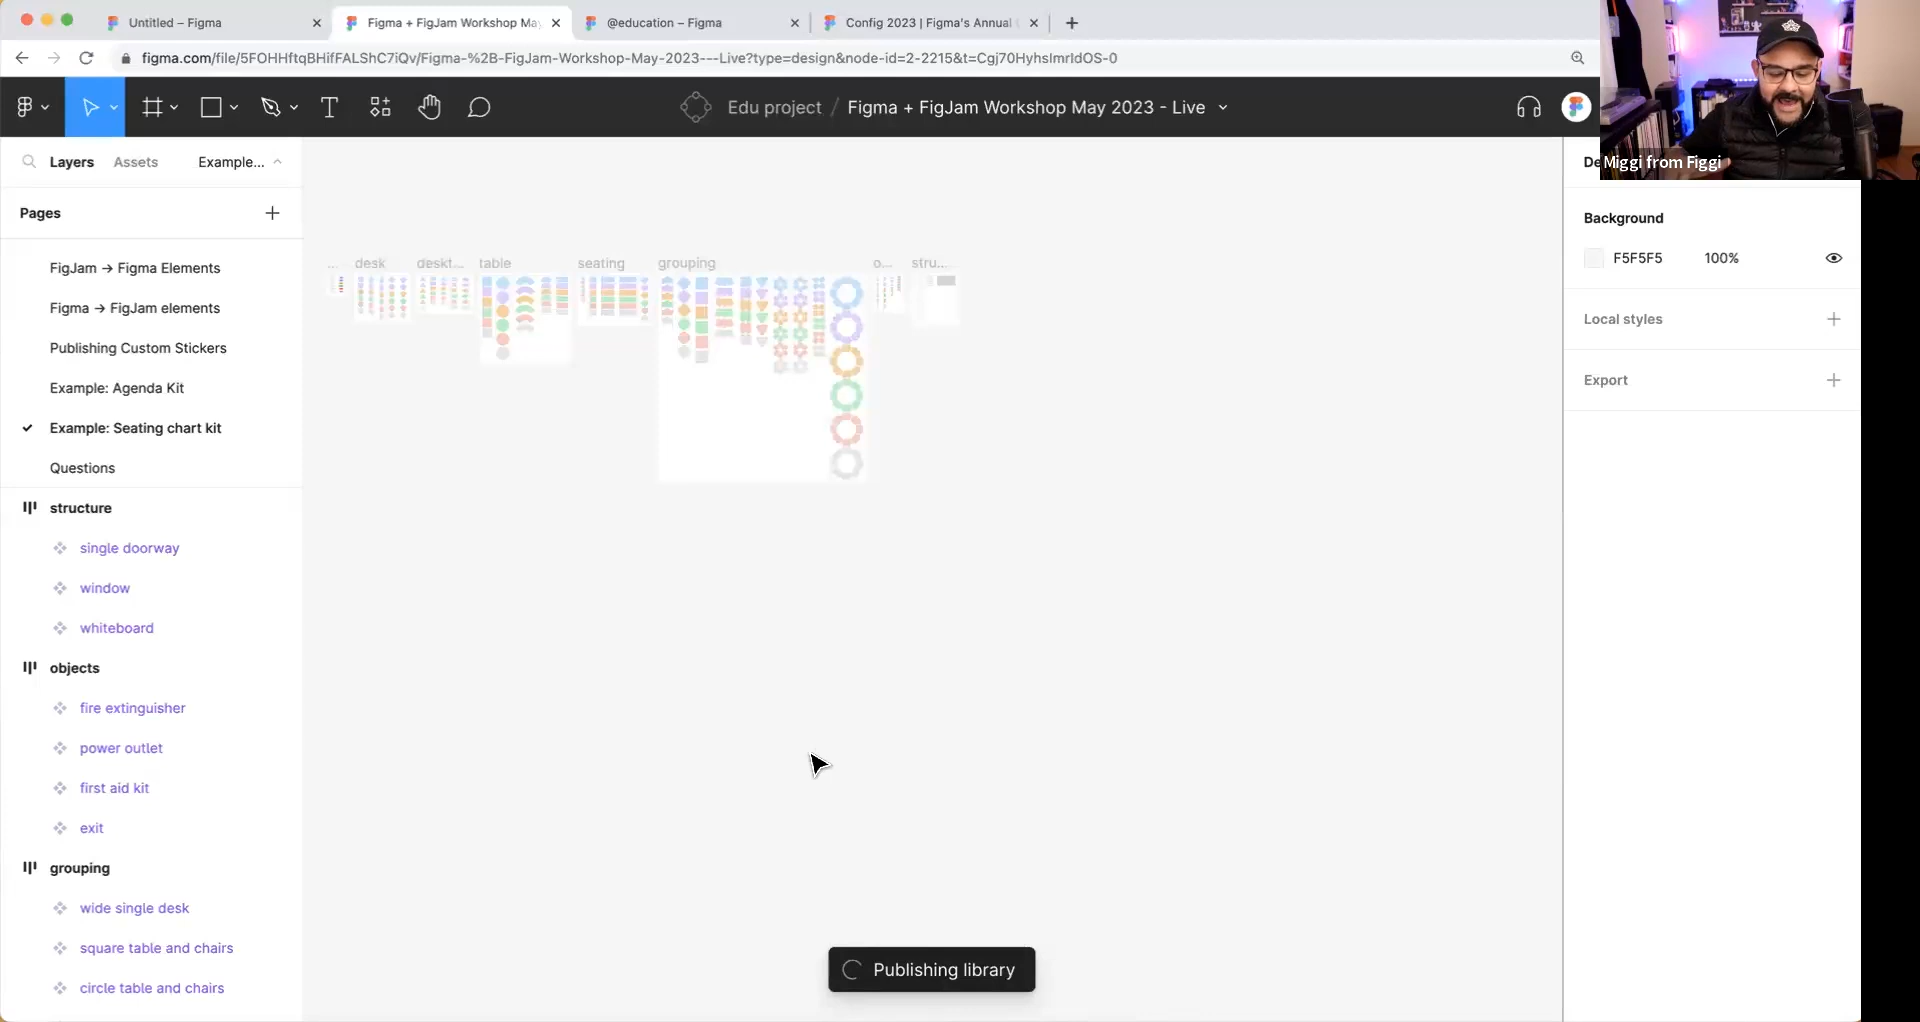 Untitled – Figma
Figma + FigJam Workshop May
@education – Figma
Config 2023 | Figma's Annual
figma.com/file/5FOHHftqBHifFALShC7iQv/Figma-%2B-FigJam-Workshop-May-2023---Live?type=design&node-id=2-2215&t=Cgj70HyhsImrIdOS-0
Edu project / Figma + FigJam Workshop May 2023 - Live
Miggi from Figgi
Layers
Assets
Example...
De
Pages
Background
FigJam → Figma Elements
F5F5F5
100%
Figma → FigJam elements
Local styles
Publishing Custom Stickers
Export
Example: Agenda Kit
Example: Seating chart kit
Questions
...
desk
deskt...
table
seating
grouping
o...
stru...
structure
single doorway
window
whiteboard
objects
fire extinguisher
power outlet
first aid kit
exit
grouping
wide single desk
square table and chairs
circle table and chairs
Publishing library